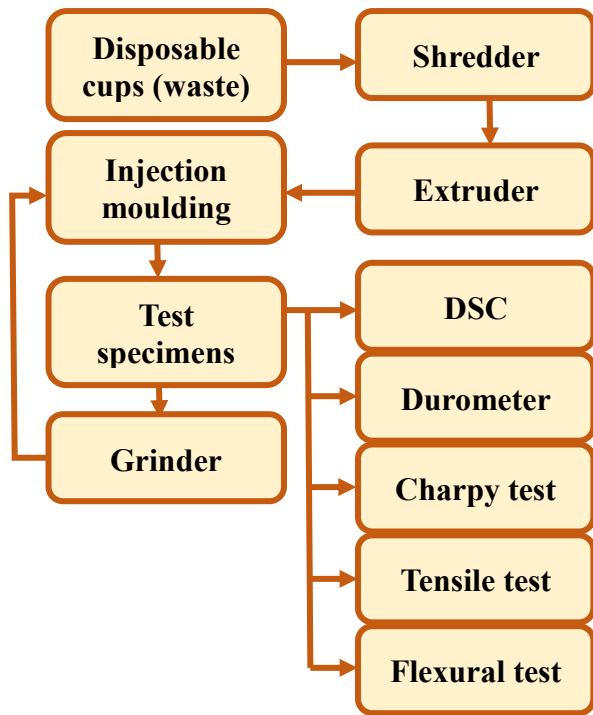 Disposable
cups (waste)
Shredder
Injection
moulding
Extruder
Test
specimens
DSC
Durometer
Grinder
Charpy test
Tensile test
Flexural test